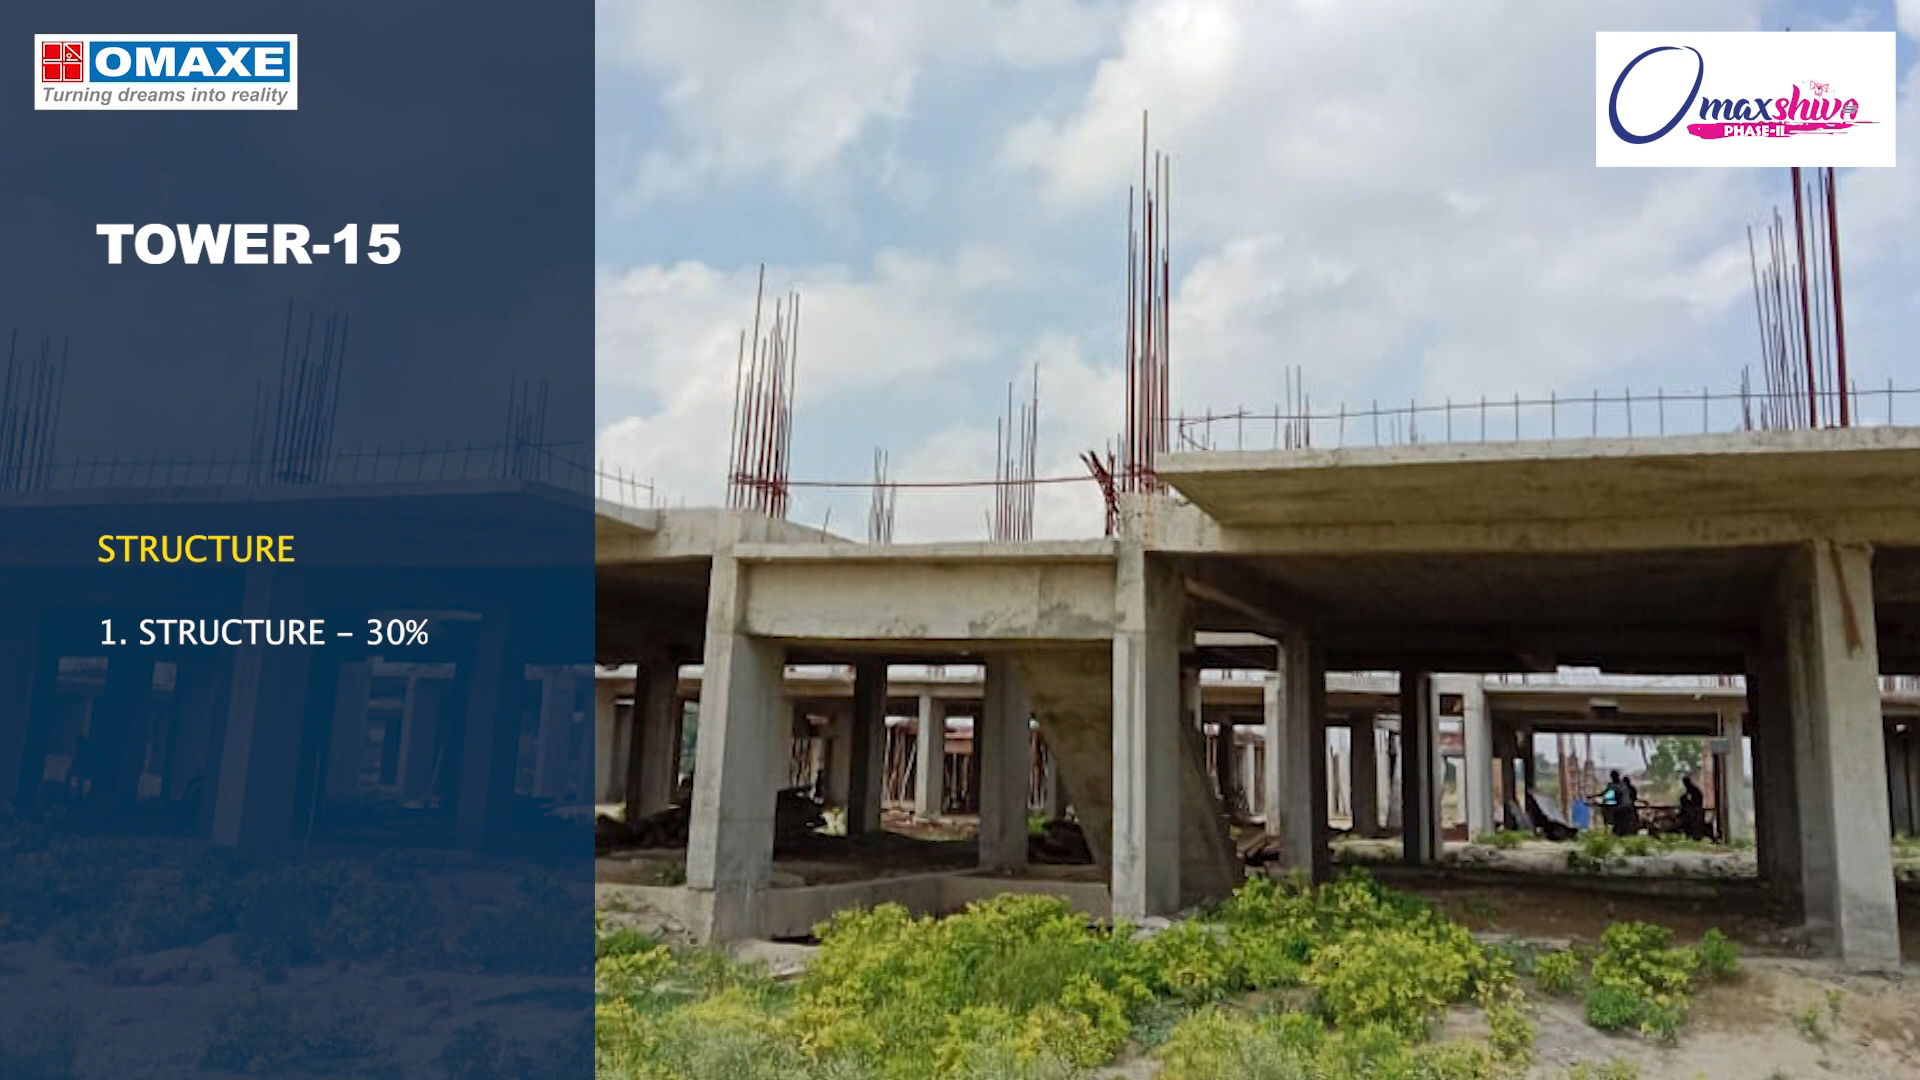 OMAXE
Turning dreams into reality
Omaxshiva
PHASE-II
TOWER-15
STRUCTURE
1. STRUCTURE – 30%